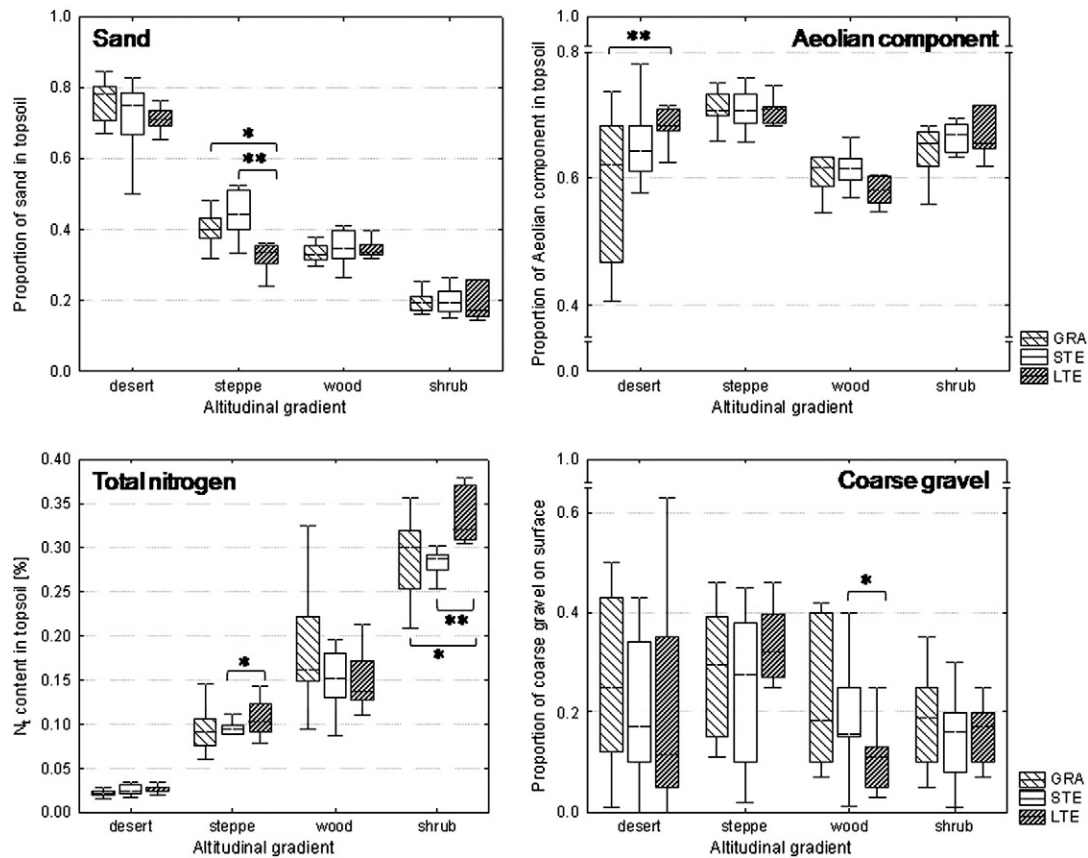 Sand
Proportion of sand in topsoil
1.0
0.8
0.6
0.4
0.2
0.0
*
**
desert steppe wood shrub
Altitudinal gradient
Aeolian component
Proportion of Aeolian component in topsoil
1.0
0.8
0.6
0.4
0.0
**
desert steppe wood shrub
Altitudinal gradient
GRA
STE
LTE
Total nitrogen
Nt content in topsoil [%]
0.40
0.35
0.30
0.25
0.20
0.15
0.10
0.05
0.00
*
**
*
desert steppe wood shrub
Altitudinal gradient
Coarse gravel
Proportion of coarse gravel on surface
1.0
0.6
0.4
0.2
0.0
*
desert steppe wood shrub
Altitudinal gradient
GRA
STE
LTE